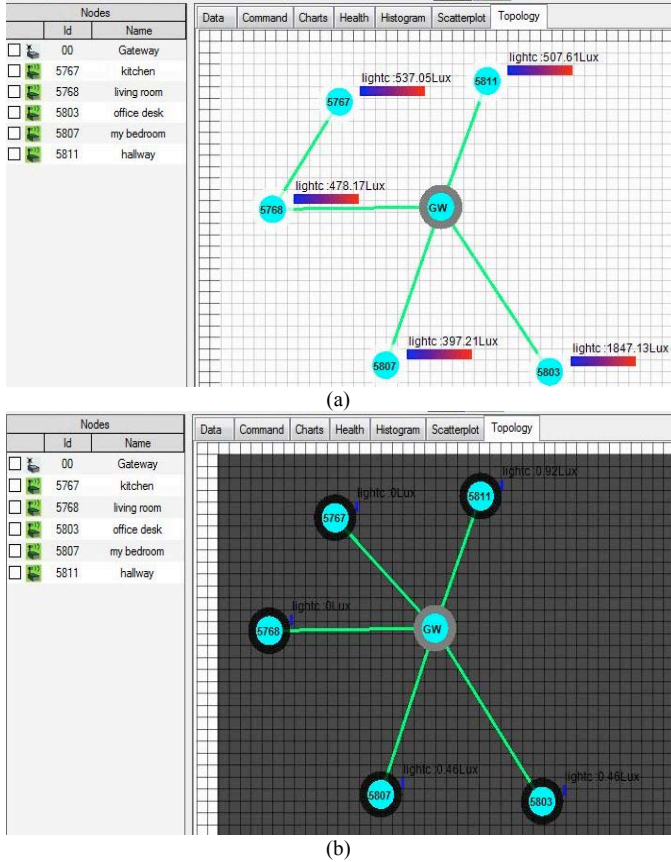 Nodes
Id Name
00 Gateway
5767 kitchen
5768 living room
5803 office desk
5807 my bedroom
5811 hallway
Data Command Charts Health Histogram Scatterplot Topology
lightc :507.61Lux
5811
lightc :537.05Lux
5767
lightc :478.17Lux
5768
GW
lightc :397.21Lux
5807
lightc :1847.13Lux
5803
(a)
Nodes
Id Name
00 Gateway
5767 kitchen
5768 living room
5803 office desk
5807 my bedroom
5811 hallway
Data Command Charts Health Histogram Scatterplot Topology
lightc :0.92Lux
5811
lightc :0Lux
5767
lightc :0Lux
5768
GW
lightc :0.46Lux
5807
lightc :0.46Lux
5803
(b)